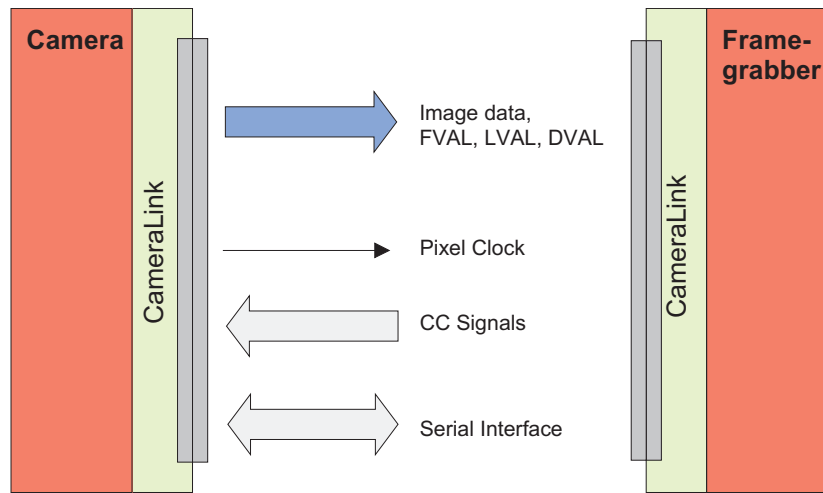 Camera
Frame-
grabber
CameraLink
Image data,
FVAL, LVAL, DVAL
Pixel Clock
CC Signals
Serial Interface
CameraLink